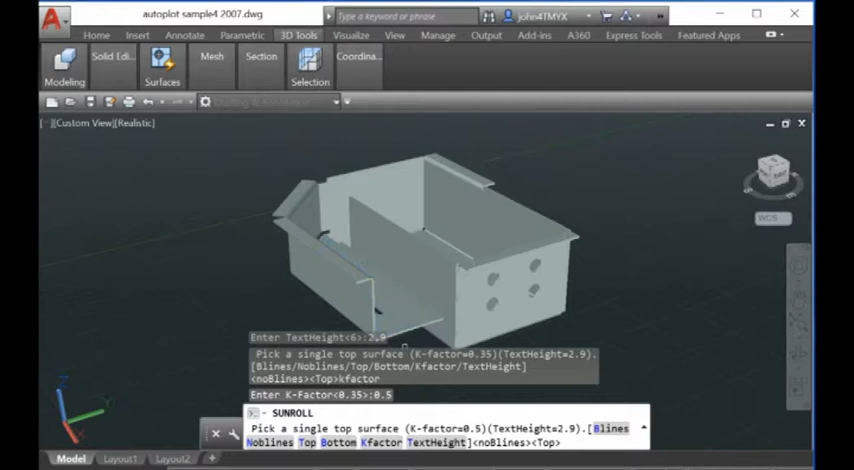 autoplot sample4 2007.dwg
Type a keyword or phrase
john4TMYX
Home Insert Annotate Parametric 3D Tools Visualize View Manage Output Add-ins A360 Express Tools Featured Apps
Modeling
Solid Edi...
Surfaces
Mesh
Section
Selection
Coordina...
[−][Custom View][Realistic]
WCS
Enter TextHeight<6>:2.9
Pick a single top surface (K-factor=0.35)(TextHeight=2.9).
[Blines/Noblines/Top/Bottom/Kfactor/TextHeight]
<noBlines><Top>kfactor
Enter K-Factor<0.35>:0.5
- SUNROLL
Pick a single top surface (K-factor=0.5)(TextHeight=2.9).[Blines
Noblines Top Bottom Kfactor TextHeight]<noBlines><Top>
Z
Y
X
Model Layout1 Layout2 +